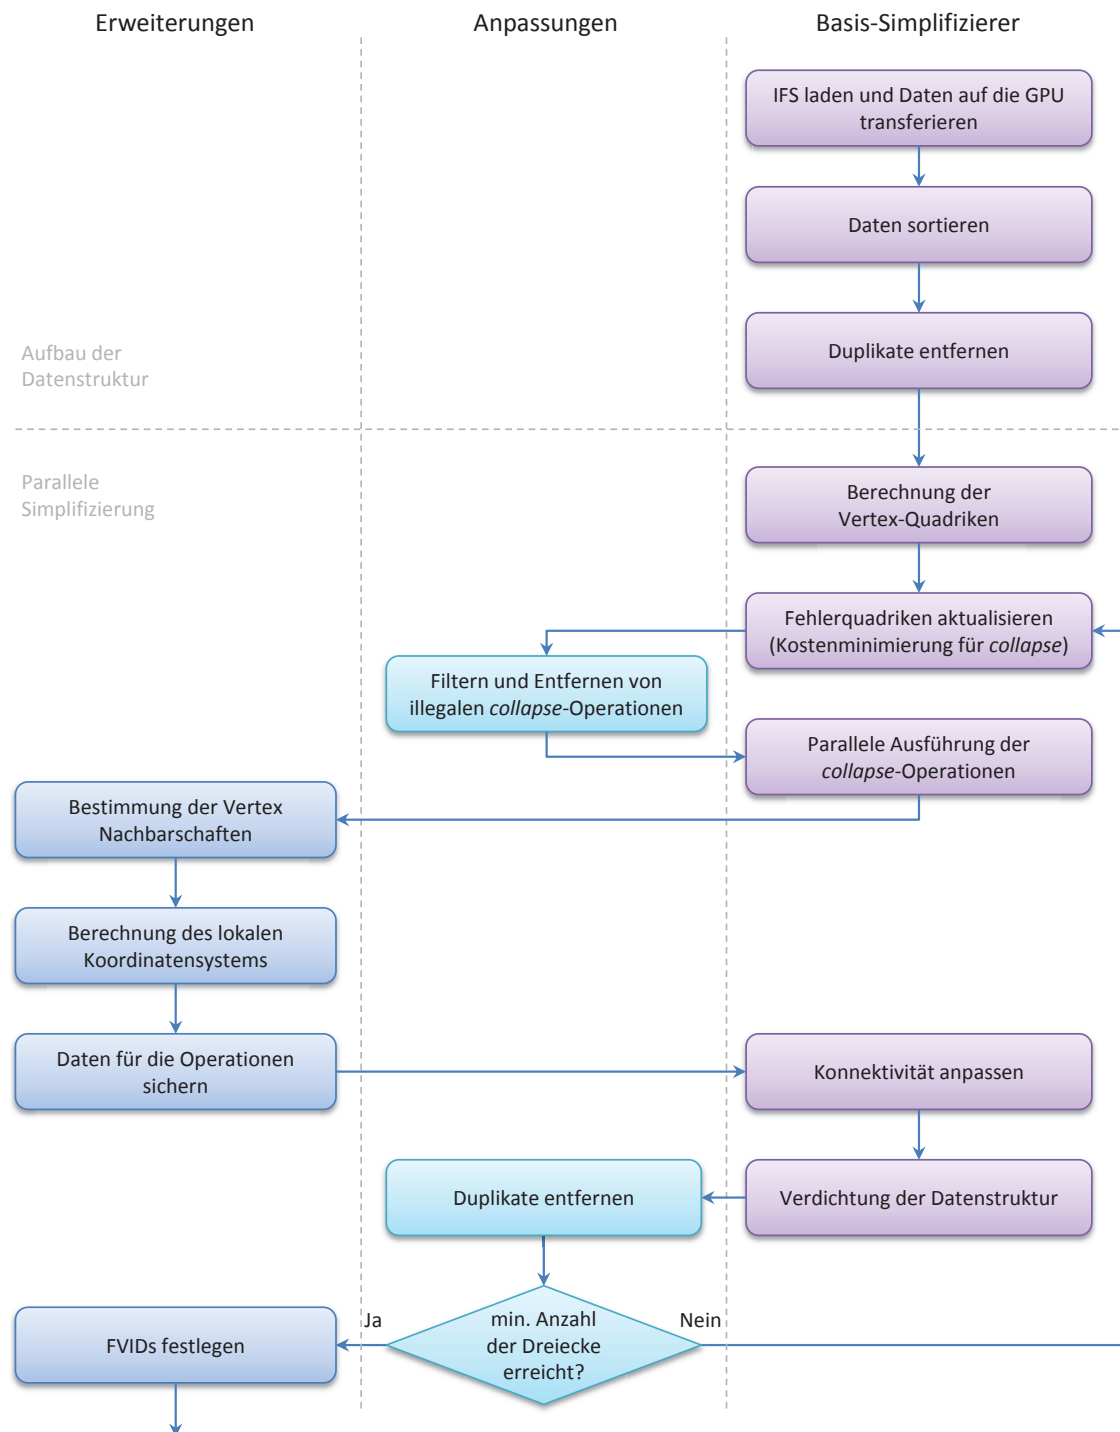 Erweiterungen
Anpassungen
Basis-Simplifizierer
IFS laden und Daten auf die GPU
transferieren
Daten sortieren
Duplikate entfernen
Aufbau der
Datenstruktur
Parallele
Simplifizierung
Berechnung der
Vertex-Quadriken
Fehlerquadriken aktualisieren
(Kostenminimierung für collapse)
Filtern und Entfernen von
illegalen collapse-Operationen
Parallele Ausführung der
collapse-Operationen
Bestimmung der Vertex
Nachbarschaften
Berechnung des lokalen
Koordinatensystems
Daten für die Operationen
sichern
Konnektivität anpassen
Verdichtung der Datenstruktur
Duplikate entfernen
min. Anzahl
der Dreiecke
erreicht?
Ja
Nein
FVIDs festlegen